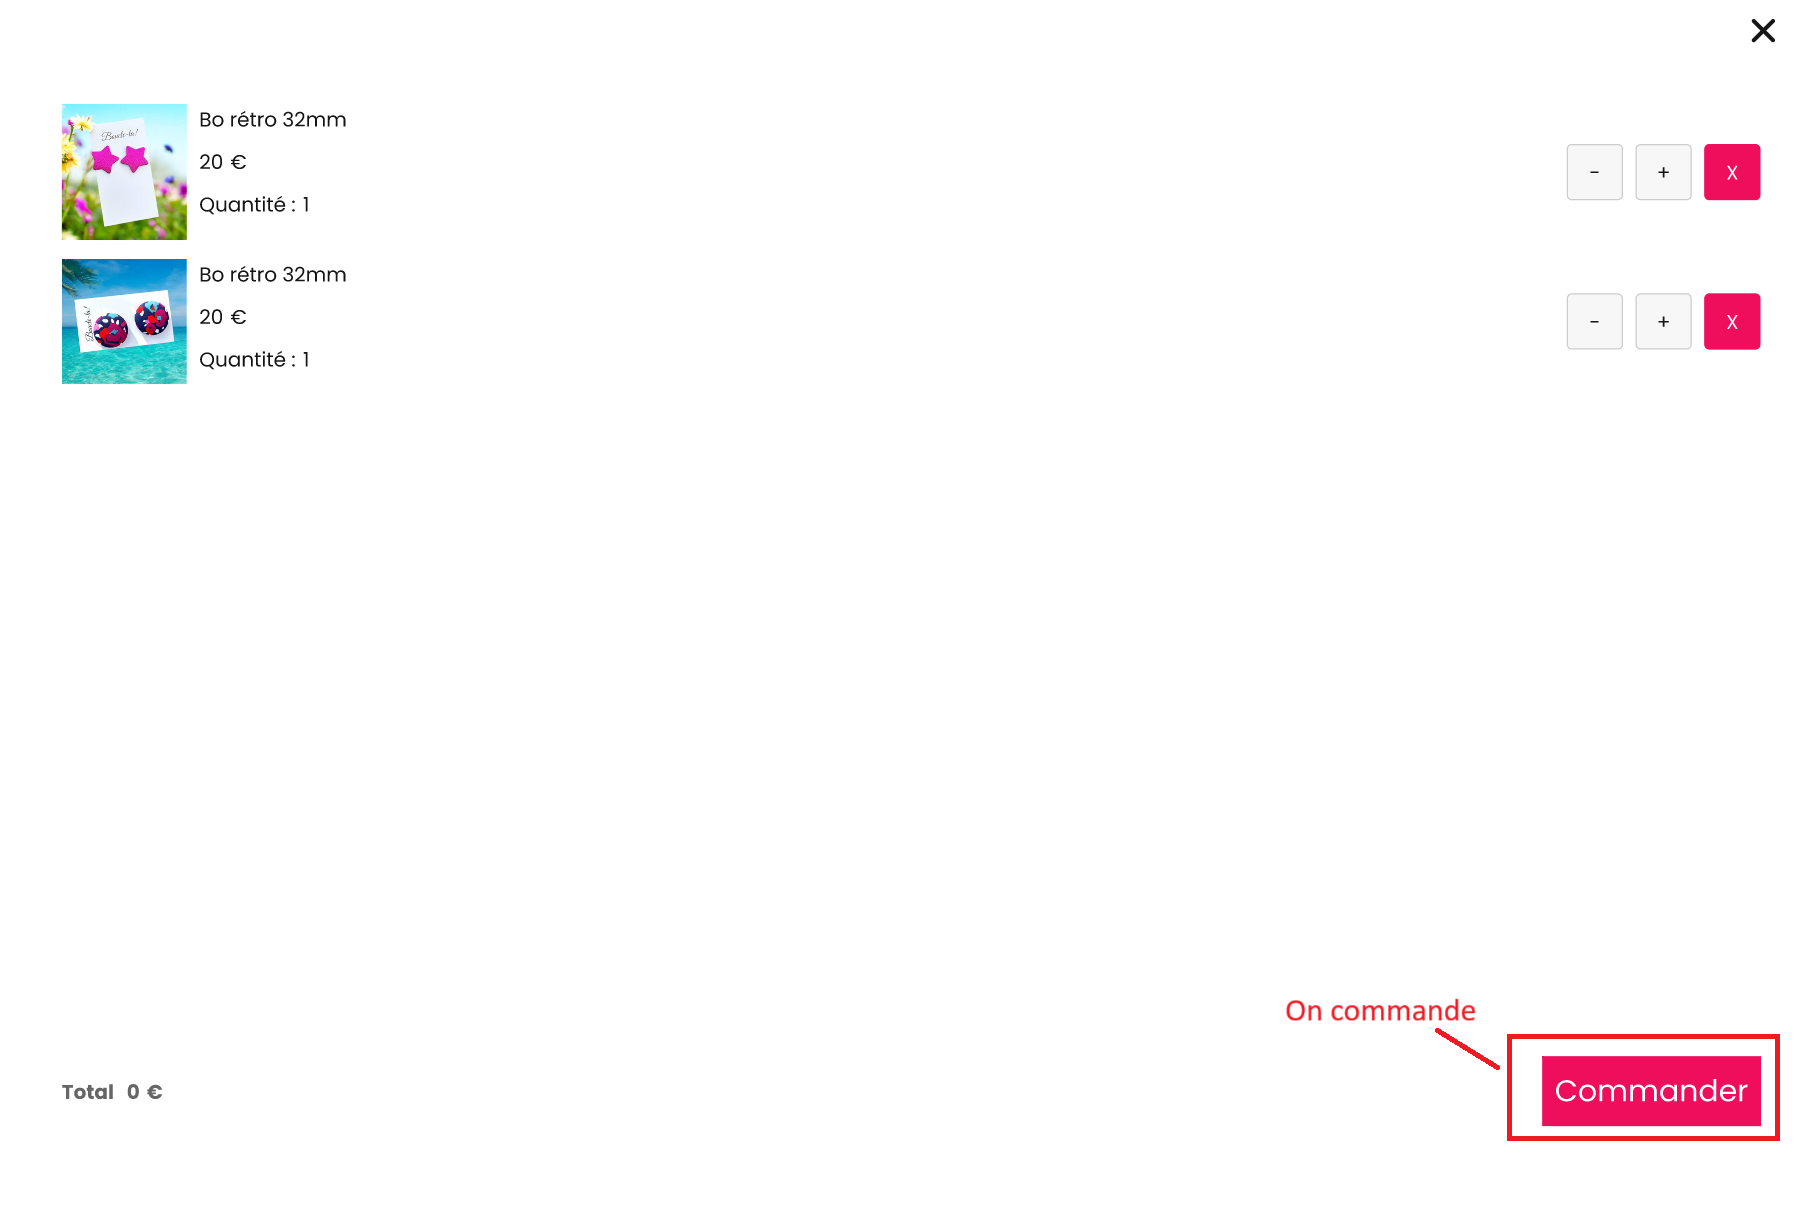 Boucle-la!
Bo rétro 32mm
20 €
Quantité : 1
-
+
X
Boucle-la!
Bo rétro 32mm
20 €
Quantité : 1
-
+
X
On commande
Total 0 €
Commander